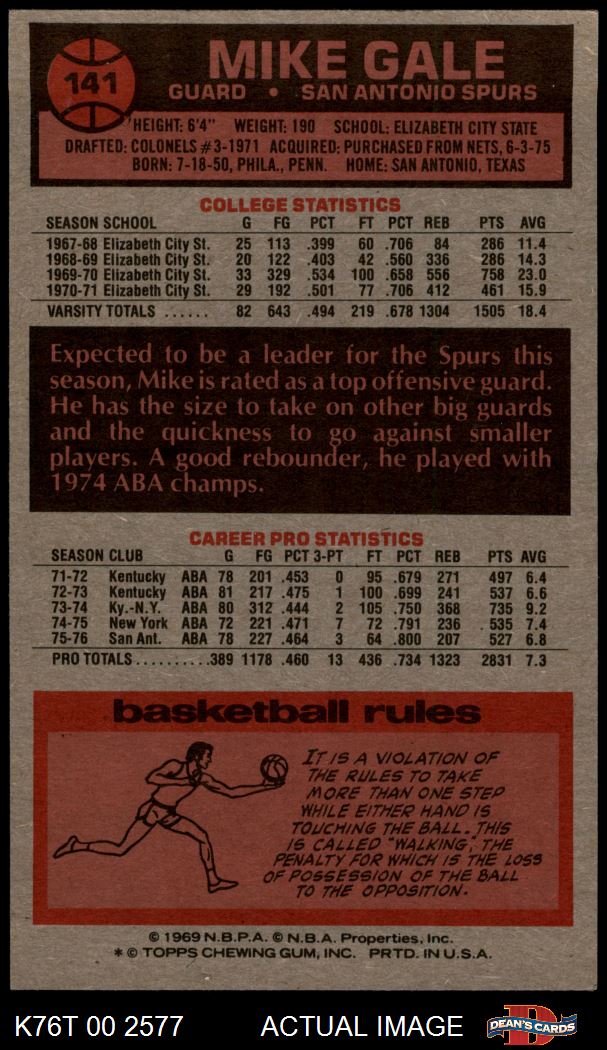 141
MIKE GALE
GUARD • SAN ANTONIO SPURS
HEIGHT: 6'4" WEIGHT: 190 SCHOOL: ELIZABETH CITY STATE
DRAFTED: COLONELS #3-1971 ACQUIRED: PURCHASED FROM NETS, 6-3-75
BORN: 7-18-50, PHILA., PENN. HOME: SAN ANTONIO, TEXAS
COLLEGE STATISTICS
SEASON SCHOOL G FG PCT FT PCT REB PTS AVG
1967-68 Elizabeth City St. 25 113 .399 60 .706 84 286 11.4
1968-69 Elizabeth City St. 20 122 .403 42 .560 336 286 14.3
1969-70 Elizabeth City St. 33 329 .534 100 .658 556 758 23.0
1970-71 Elizabeth City St. 29 192 .501 77 .706 412 461 15.9
VARSITY TOTALS ...... 82 643 .494 219 .678 1304 1505 18.4
Expected to be a leader for the Spurs this
season, Mike is rated as a top offensive guard.
He has the size to take on other big guards
and the quickness to go against smaller
players. A good rebounder, he played with
1974 ABA champs.
CAREER PRO STATISTICS
SEASON CLUB G FG PCT 3-PT FT PCT REB PTS AVG
71-72 Kentucky ABA 78 201 .453 0 95 .679 271 497 6.4
72-73 Kentucky ABA 81 217 .475 1 100 .699 241 537 6.6
73-74 Ky.-N.Y. ABA 80 312 .444 2 105 .750 368 735 9.2
74-75 New York ABA 72 221 .471 7 72 .791 236 .535 7.4
75-76 San Ant. ABA 78 227 .464 3 64 .800 207 527 6.8
PRO TOTALS..........389 1178 .460 13 436 .734 1323 2831 7.3
basketball rules
IT IS A VIOLATION OF
THE RULES TO TAKE
MORE THAN ONE STEP
WHILE EITHER HAND IS
TOUCHING THE BALL. THIS
IS CALLED "WALKING," THE
PENALTY FOR WHICH IS THE LOSS
OF POSSESSION OF THE BALL
TO THE OPPOSITION.
© 1969 N.B.P.A. © N.B.A. Properties, Inc.
* © TOPPS CHEWING GUM, INC. PRTD. IN U.S.A.
K76T 00 2577 ACTUAL IMAGE
D
DEAN'S CARDS